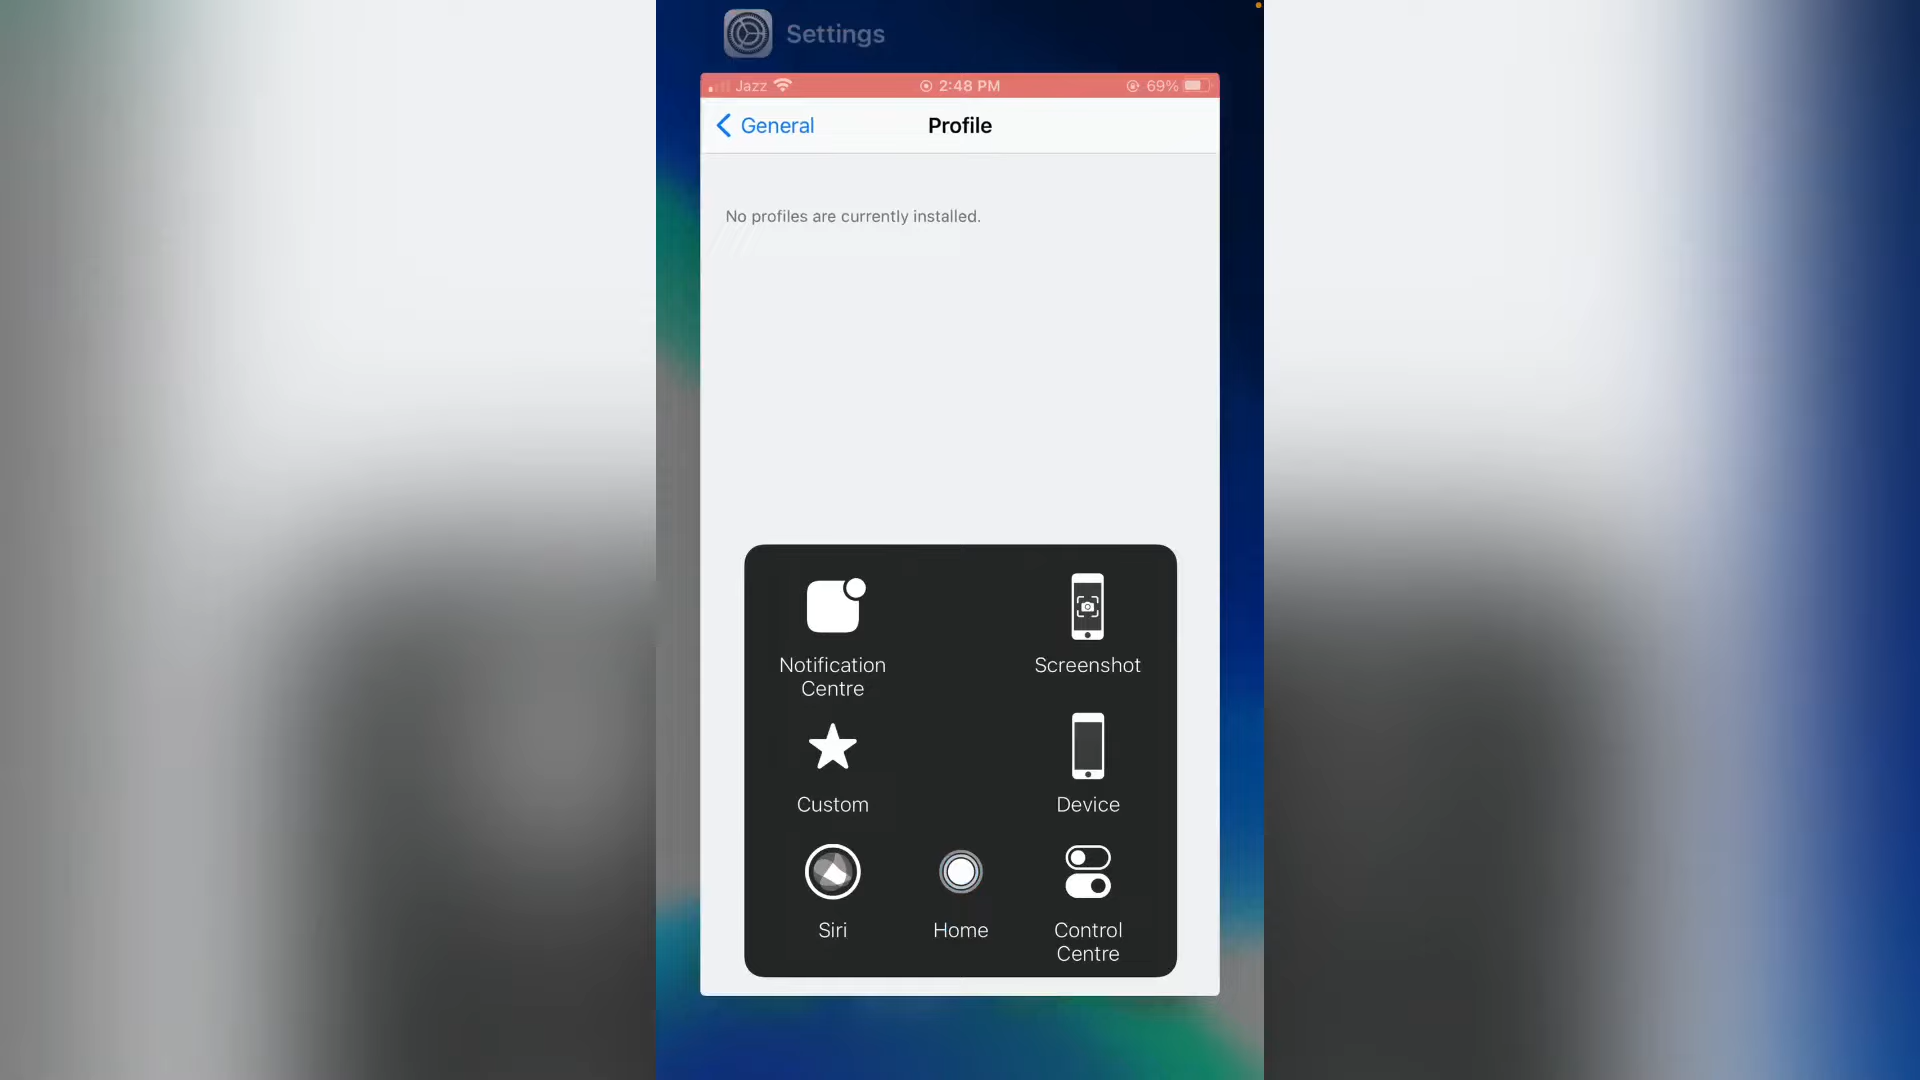 Settings
Jazz 2:48 PM 69%
General Profile
No profiles are currently installed.
Notification
Centre
Screenshot
Custom
Device
Siri
Home
Control
Centre